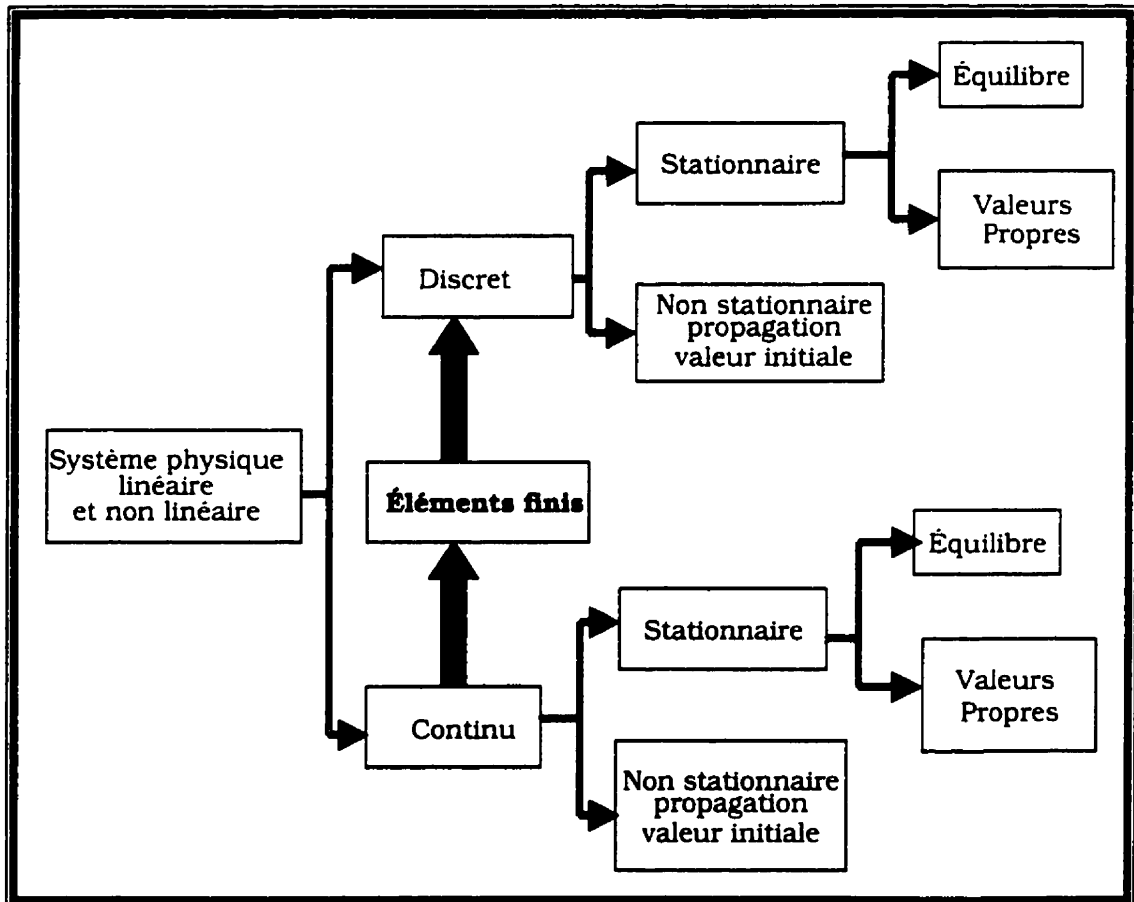 Équilibre
Stationnaire
Valeurs
Propres
Discret
Non stationnaire
propagation
valeur initiale
Système physique
linéaire
et non linéaire
Éléments finis
Équilibre
Stationnaire
Valeurs
Propres
Continu
Non stationnaire
propagation
valeur initiale